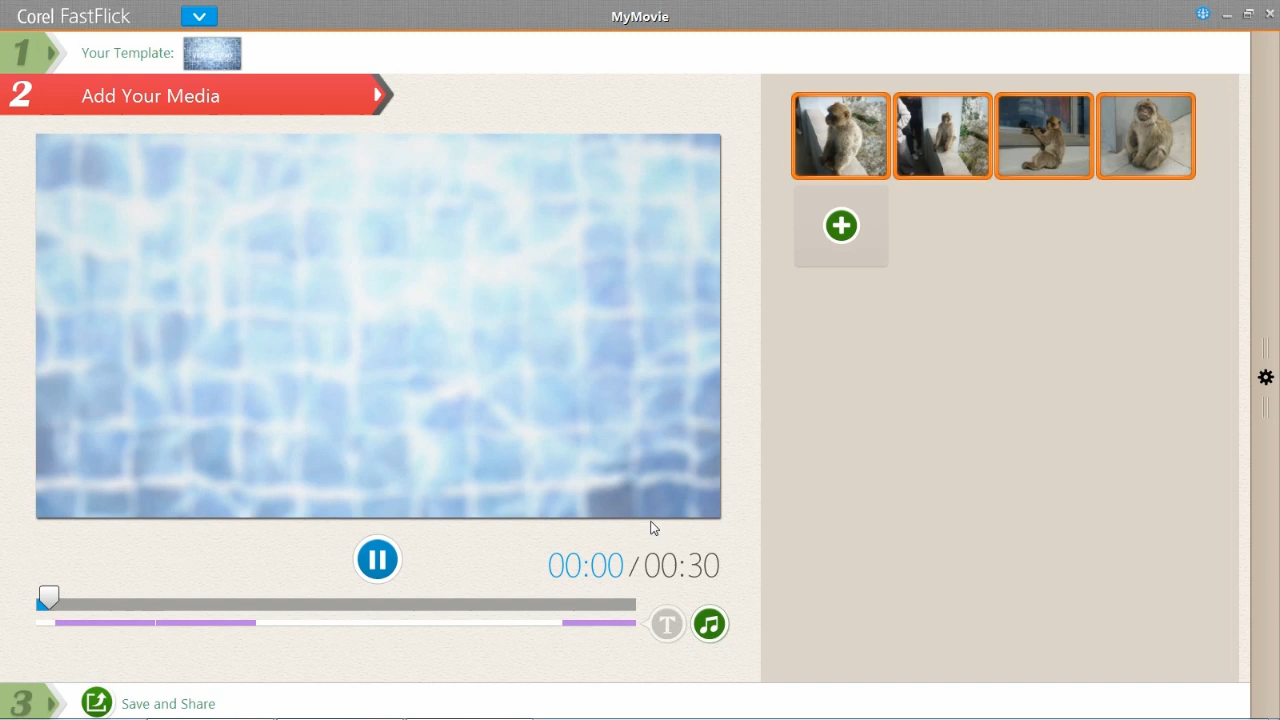 Corel FastFlick
MyMovie
1
Your Template:
2
Add Your Media
00:00/00:30
T
3
Save and Share